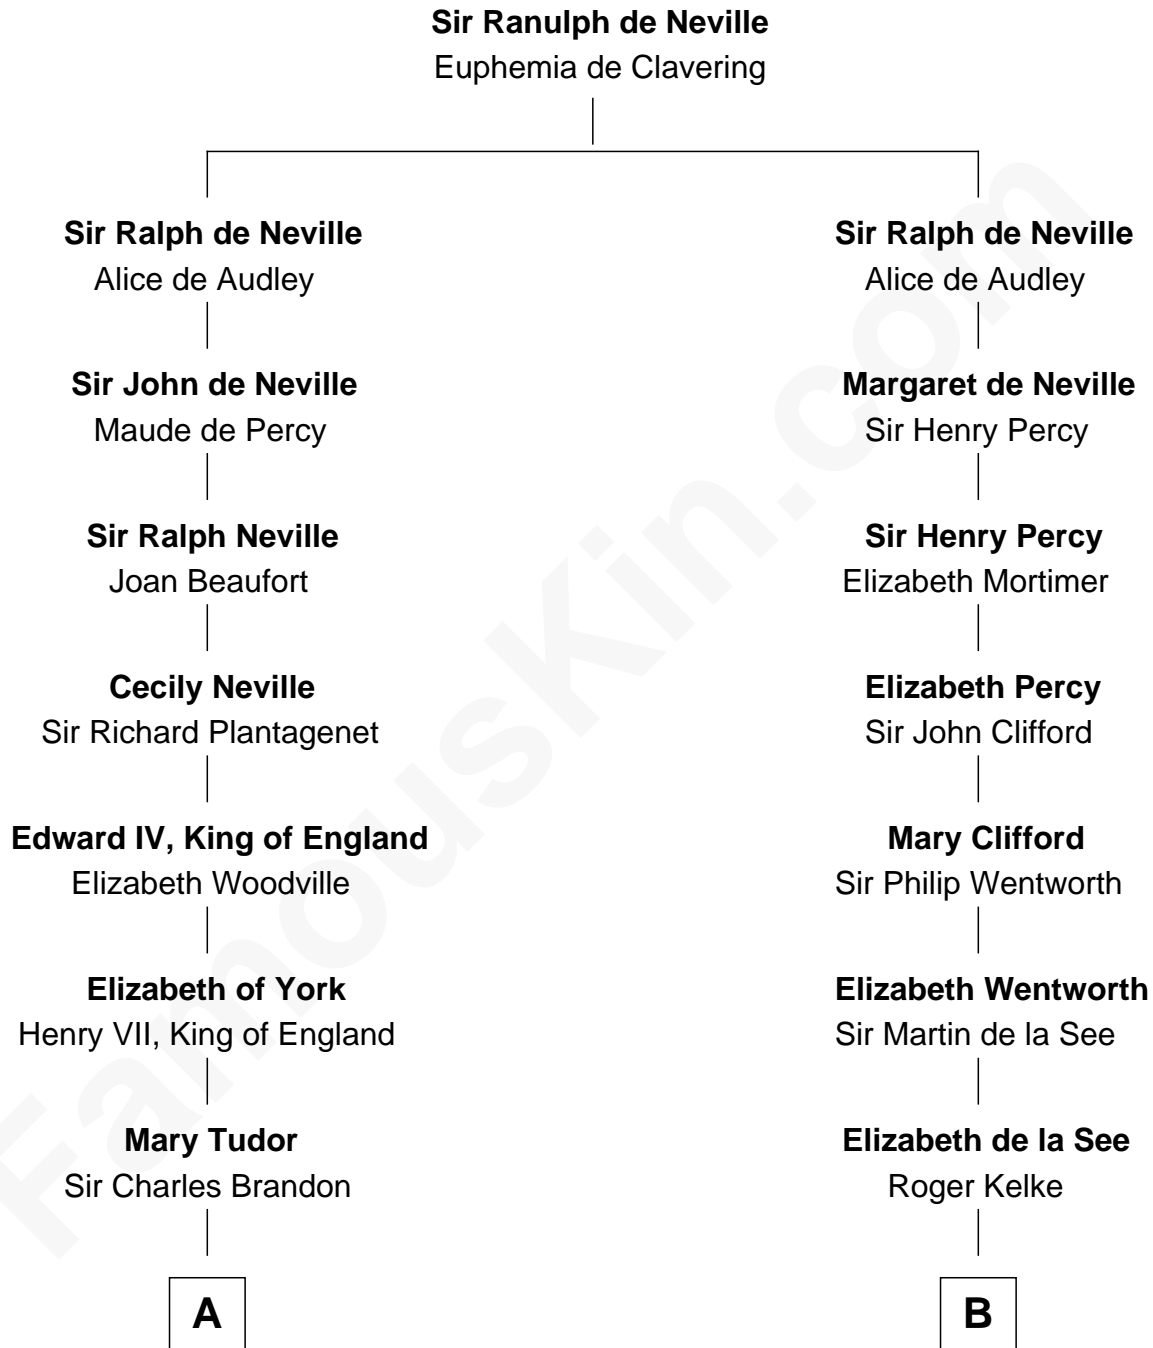 Sir Ranulph de Neville
Euphemia de Clavering
Sir Ralph de Neville
Alice de Audley
Sir John de Neville
Maude de Percy
Sir Ralph Neville
Joan Beaufort
Cecily Neville
Sir Richard Plantagenet
Edward IV, King of England
Elizabeth Woodville
Elizabeth of York
Henry VII, King of England
Mary Tudor
Sir Charles Brandon
A
Sir Ralph de Neville
Alice de Audley
Margaret de Neville
Sir Henry Percy
Sir Henry Percy
Elizabeth Mortimer
Elizabeth Percy
Sir John Clifford
Mary Clifford
Sir Philip Wentworth
Elizabeth Wentworth
Sir Martin de la See
Elizabeth de la See
Roger Kelke
B
FamousKin.com